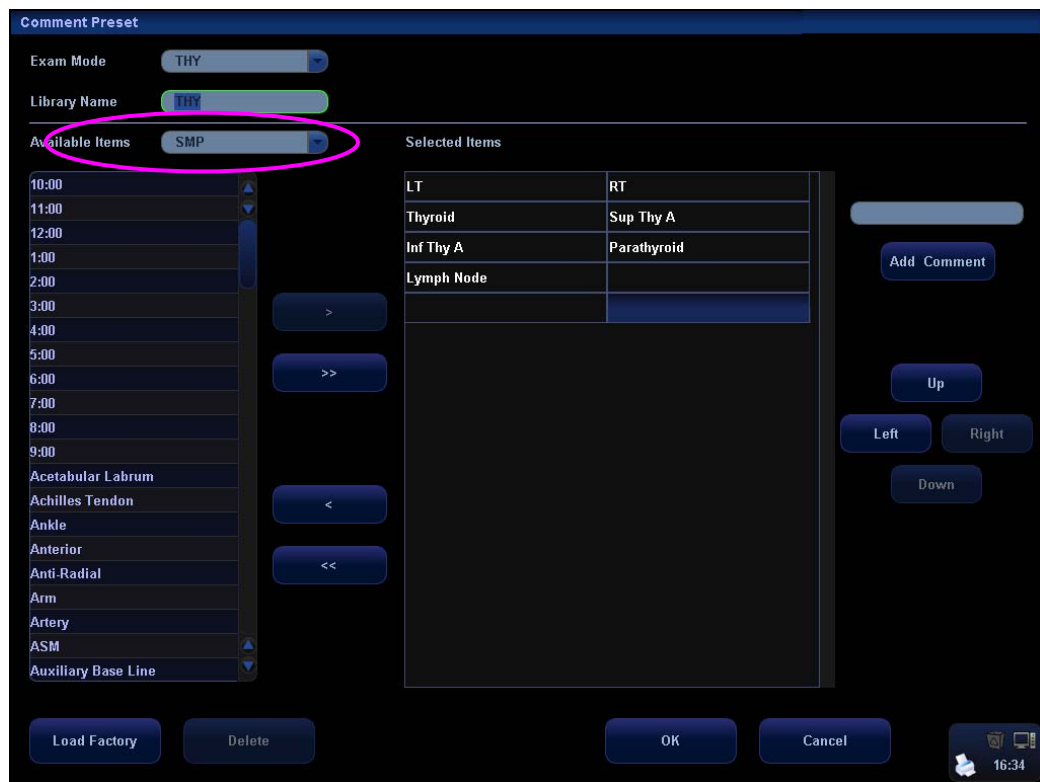 Comment Preset
Exam Mode THY
Library Name THY
Available Items SMP
Selected Items
10:00
11:00
12:00
1:00
2:00
3:00
4:00
5:00
6:00
7:00
8:00
9:00
Acetabular Labrum
Achilles Tendon
Ankle
Anterior
Anti-Radial
Arm
Artery
ASM
Auxiliary Base Line
>
>>
<
<<
LT RT
Thyroid Sup Thy A
Inf Thy A Parathyroid
Lymph Node
Add Comment
Up
Left Right
Down
Load Factory Delete OK Cancel
16:34